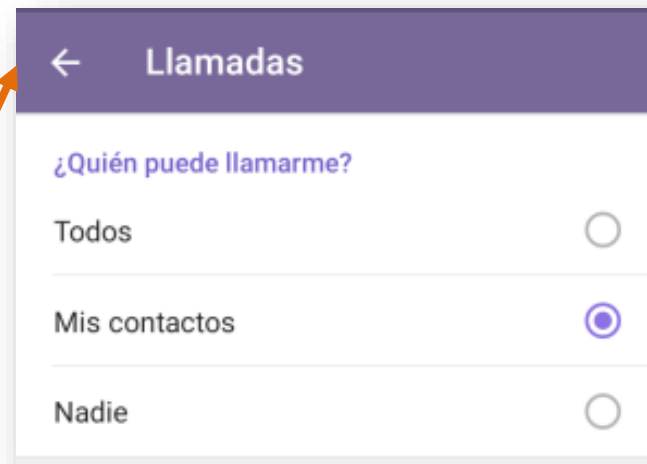 Llamadas
¿Quién puede llamarme?
Todos
Mis contactos
Nadie